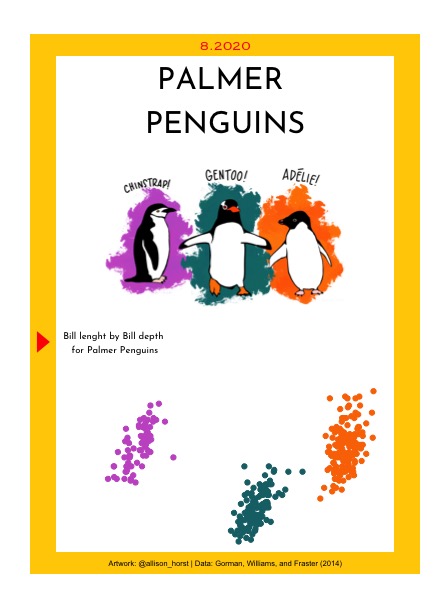 8.2020
PALMER
PENGUINS
CHINSTRAP!
GENTOO!
ADÉLIE!
Bill lenght by Bill depth
for Palmer Penguins
Artwork: @allison_horst | Data: Gorman, Williams, and Fraster (2014)